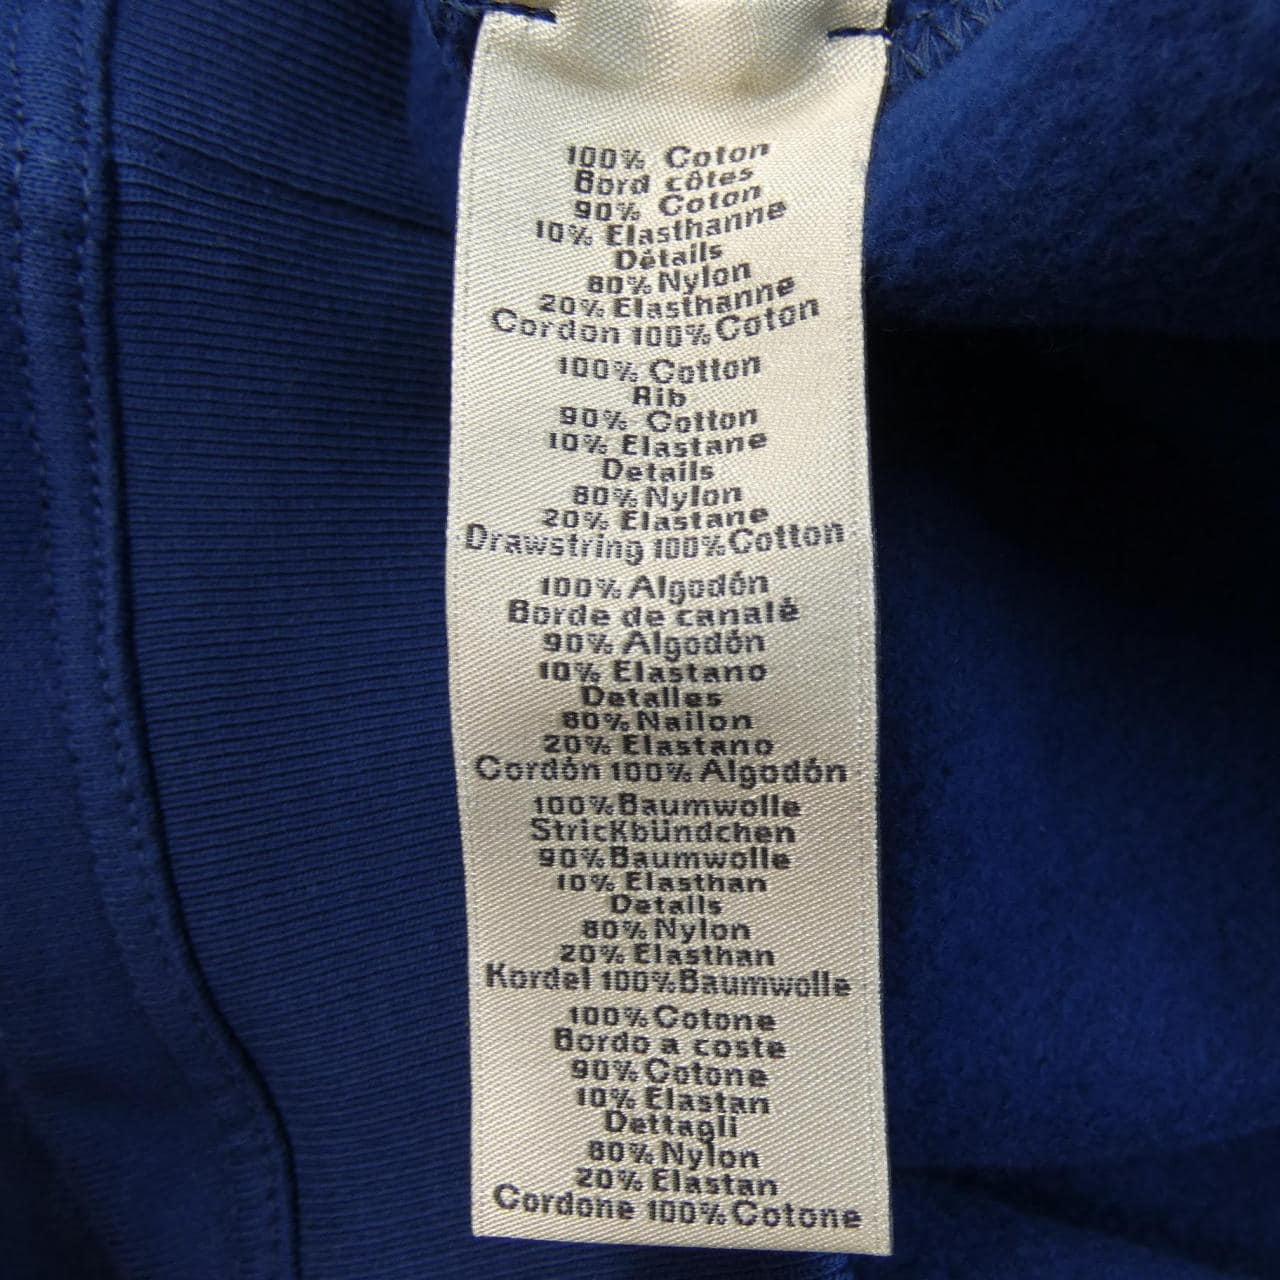 100% Coton
Bord côtes
90% Coton
10% Elasthanne
Détails
80% Nylon
20% Elasthanne
Cordon 100% Coton
100% Cotton
Rib
90% Cotton
10% Elastane
Details
80% Nylon
20% Elastane
Drawstring 100% Cotton
100% Algodón
Borde de canalé
90% Algodón
10% Elastano
Detalles
80% Nailon
20% Elastano
Cordón 100% Algodón
100% Baumwolle
Strickbündchen
90% Baumwolle
10% Elasthan
Details
80% Nylon
20% Elasthan
Kordel 100% Baumwolle
100% Cotone
Bordo a coste
90% Cotone
10% Elastan
Dettagli
80% Nylon
20% Elastan
Cordone 100% Cotone